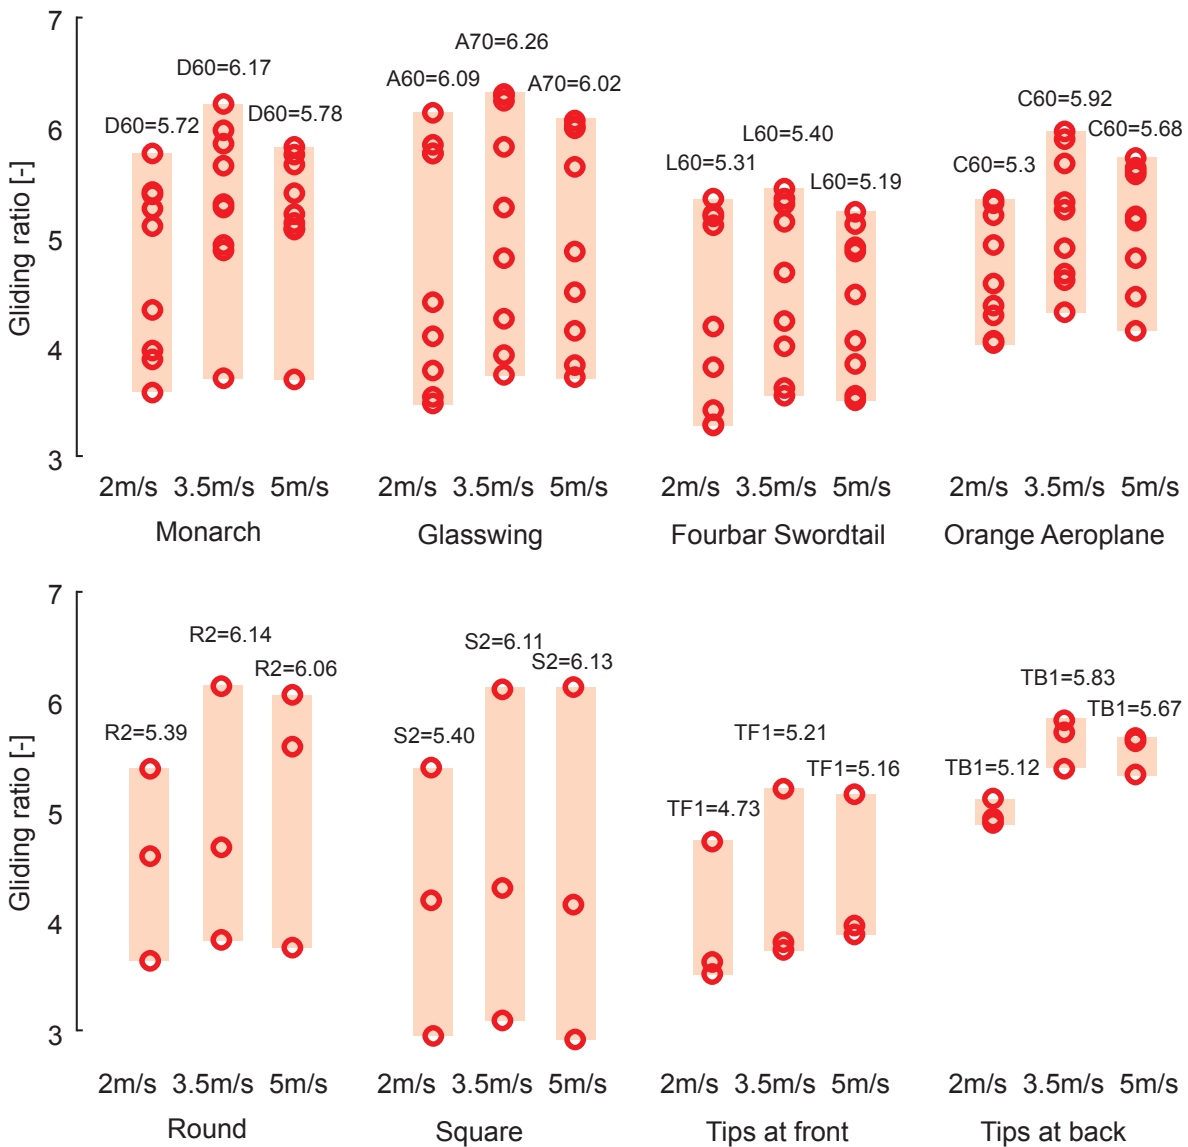 7
A70=6.26
D60=6.17
A60=6.09
A70=6.02
C60=5.92
D60=5.72
D60=5.78
L60=5.40
C60=5.68
6
L60=5.31
C60=5.3
L60=5.19
5
4
3
Gliding ratio [-]
2m/s 3.5m/s 5m/s
2m/s 3.5m/s 5m/s
2m/s 3.5m/s 5m/s
2m/s 3.5m/s 5m/s
Monarch
Glasswing
Fourbar Swordtail
Orange Aeroplane
7
R2=6.14
S2=6.11
R2=6.06
S2=6.13
TB1=5.83
6
TB1=5.67
R2=5.39
S2=5.40
TF1=5.21
TF1=5.16
TB1=5.12
5
TF1=4.73
4
3
Gliding ratio [-]
2m/s 3.5m/s 5m/s
2m/s 3.5m/s 5m/s
2m/s 3.5m/s 5m/s
2m/s 3.5m/s 5m/s
Round
Square
Tips at front
Tips at back